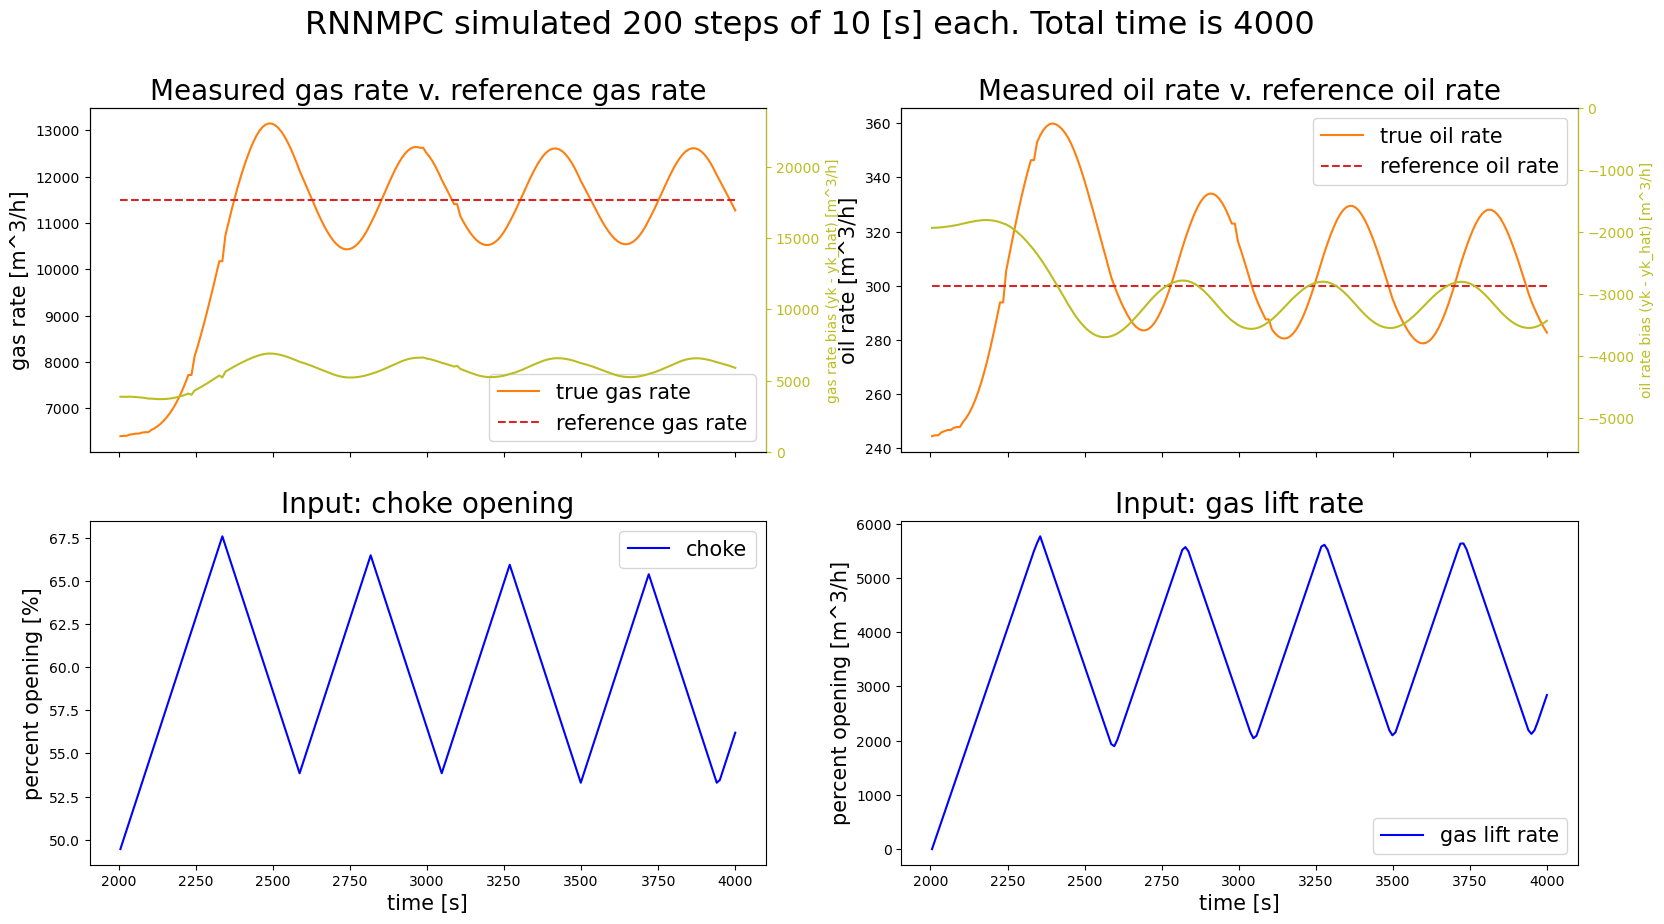 RNNMPC simulated 200 steps of 10 [s] each. Total time is 4000
Measured gas rate v. reference gas rate
gas rate [m^3/h]
13000
12000
11000
10000
9000
8000
7000
20000
15000
10000
5000
0
gas rate bias (yk - yk_hat) [m^3/h]
true gas rate
reference gas rate
Measured oil rate v. reference oil rate
oil rate [m^3/h]
360
340
320
300
280
260
240
0
−1000
−2000
−3000
−4000
−5000
oil rate bias (yk - yk_hat) [m^3/h]
true oil rate
reference oil rate
Input: choke opening
percent opening [%]
67.5
65.0
62.5
60.0
57.5
55.0
52.5
50.0
choke
2000 2250 2500 2750 3000 3250 3500 3750 4000
time [s]
Input: gas lift rate
percent opening [m^3/h]
6000
5000
4000
3000
2000
1000
0
gas lift rate
2000 2250 2500 2750 3000 3250 3500 3750 4000
time [s]